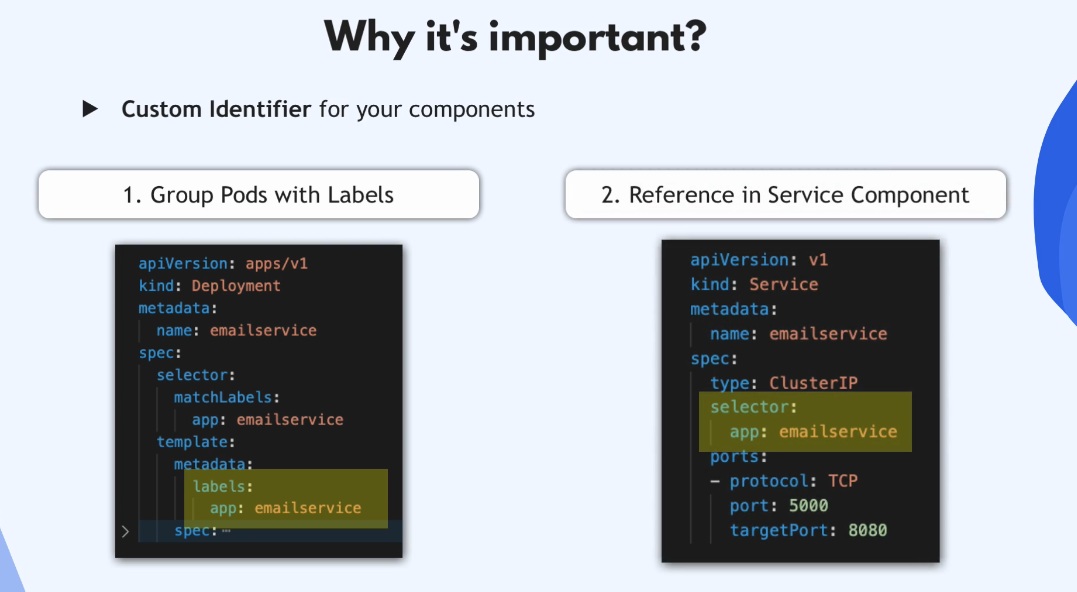 Why it's important?
▶ Custom Identifier for your components
1. Group Pods with Labels
apiVersion: apps/v1
kind: Deployment
metadata:
  name: emailservice
spec:
  selector:
    matchLabels:
      app: emailservice
  template:
    metadata:
      labels:
        app: emailservice
    spec:…
2. Reference in Service Component
apiVersion: v1
kind: Service
metadata:
  name: emailservice
spec:
  type: ClusterIP
  selector:
    app: emailservice
  ports:
  - protocol: TCP
    port: 5000
    targetPort: 8080